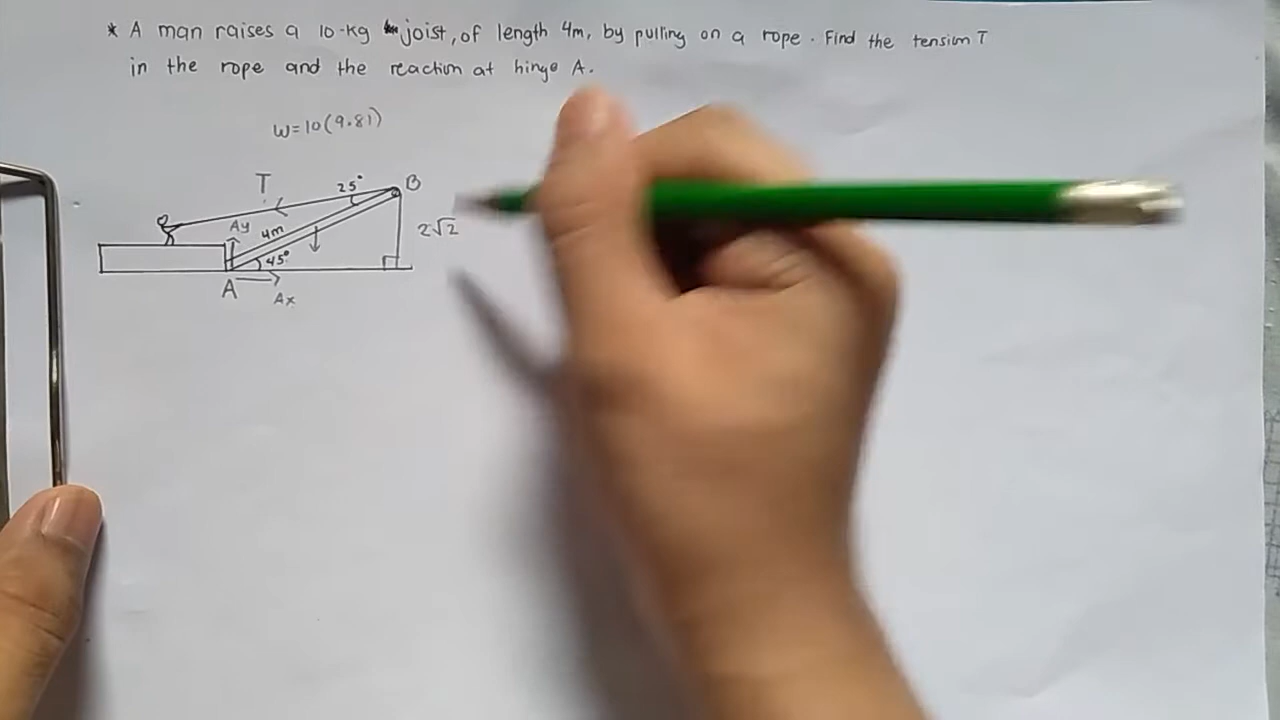 * A man raises a 10-kg joist, of length 4m, by pulling on a rope. Find the tension T
in the rope and the reaction at hinge A.
W=10(9.81)
T
25°
B
Ay
4m
2√2
45°
A
Ax